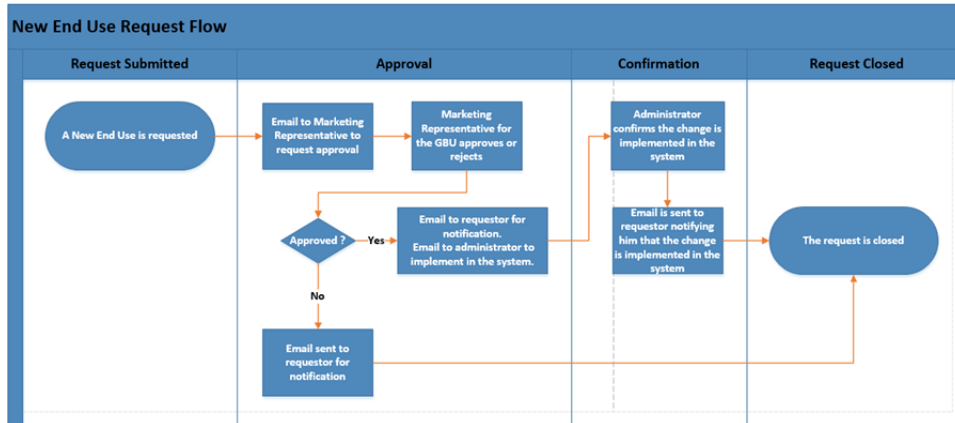 New End Use Request Flow
Request Submitted
Approval
Confirmation
Request Closed
A New End Use is requested
Email to Marketing
Representative to
request approval
Marketing
Representative for
the GBU approves or
rejects
Administrator
confirms the change is
implemented in the
system
Approved ?
Yes
Email to requestor for
notification.
Email to administrator to
implement in the system.
Email is sent to
requestor notifying
him that the change
is implemented in the
system
The request is closed
No
Email sent to
requestor for
notification